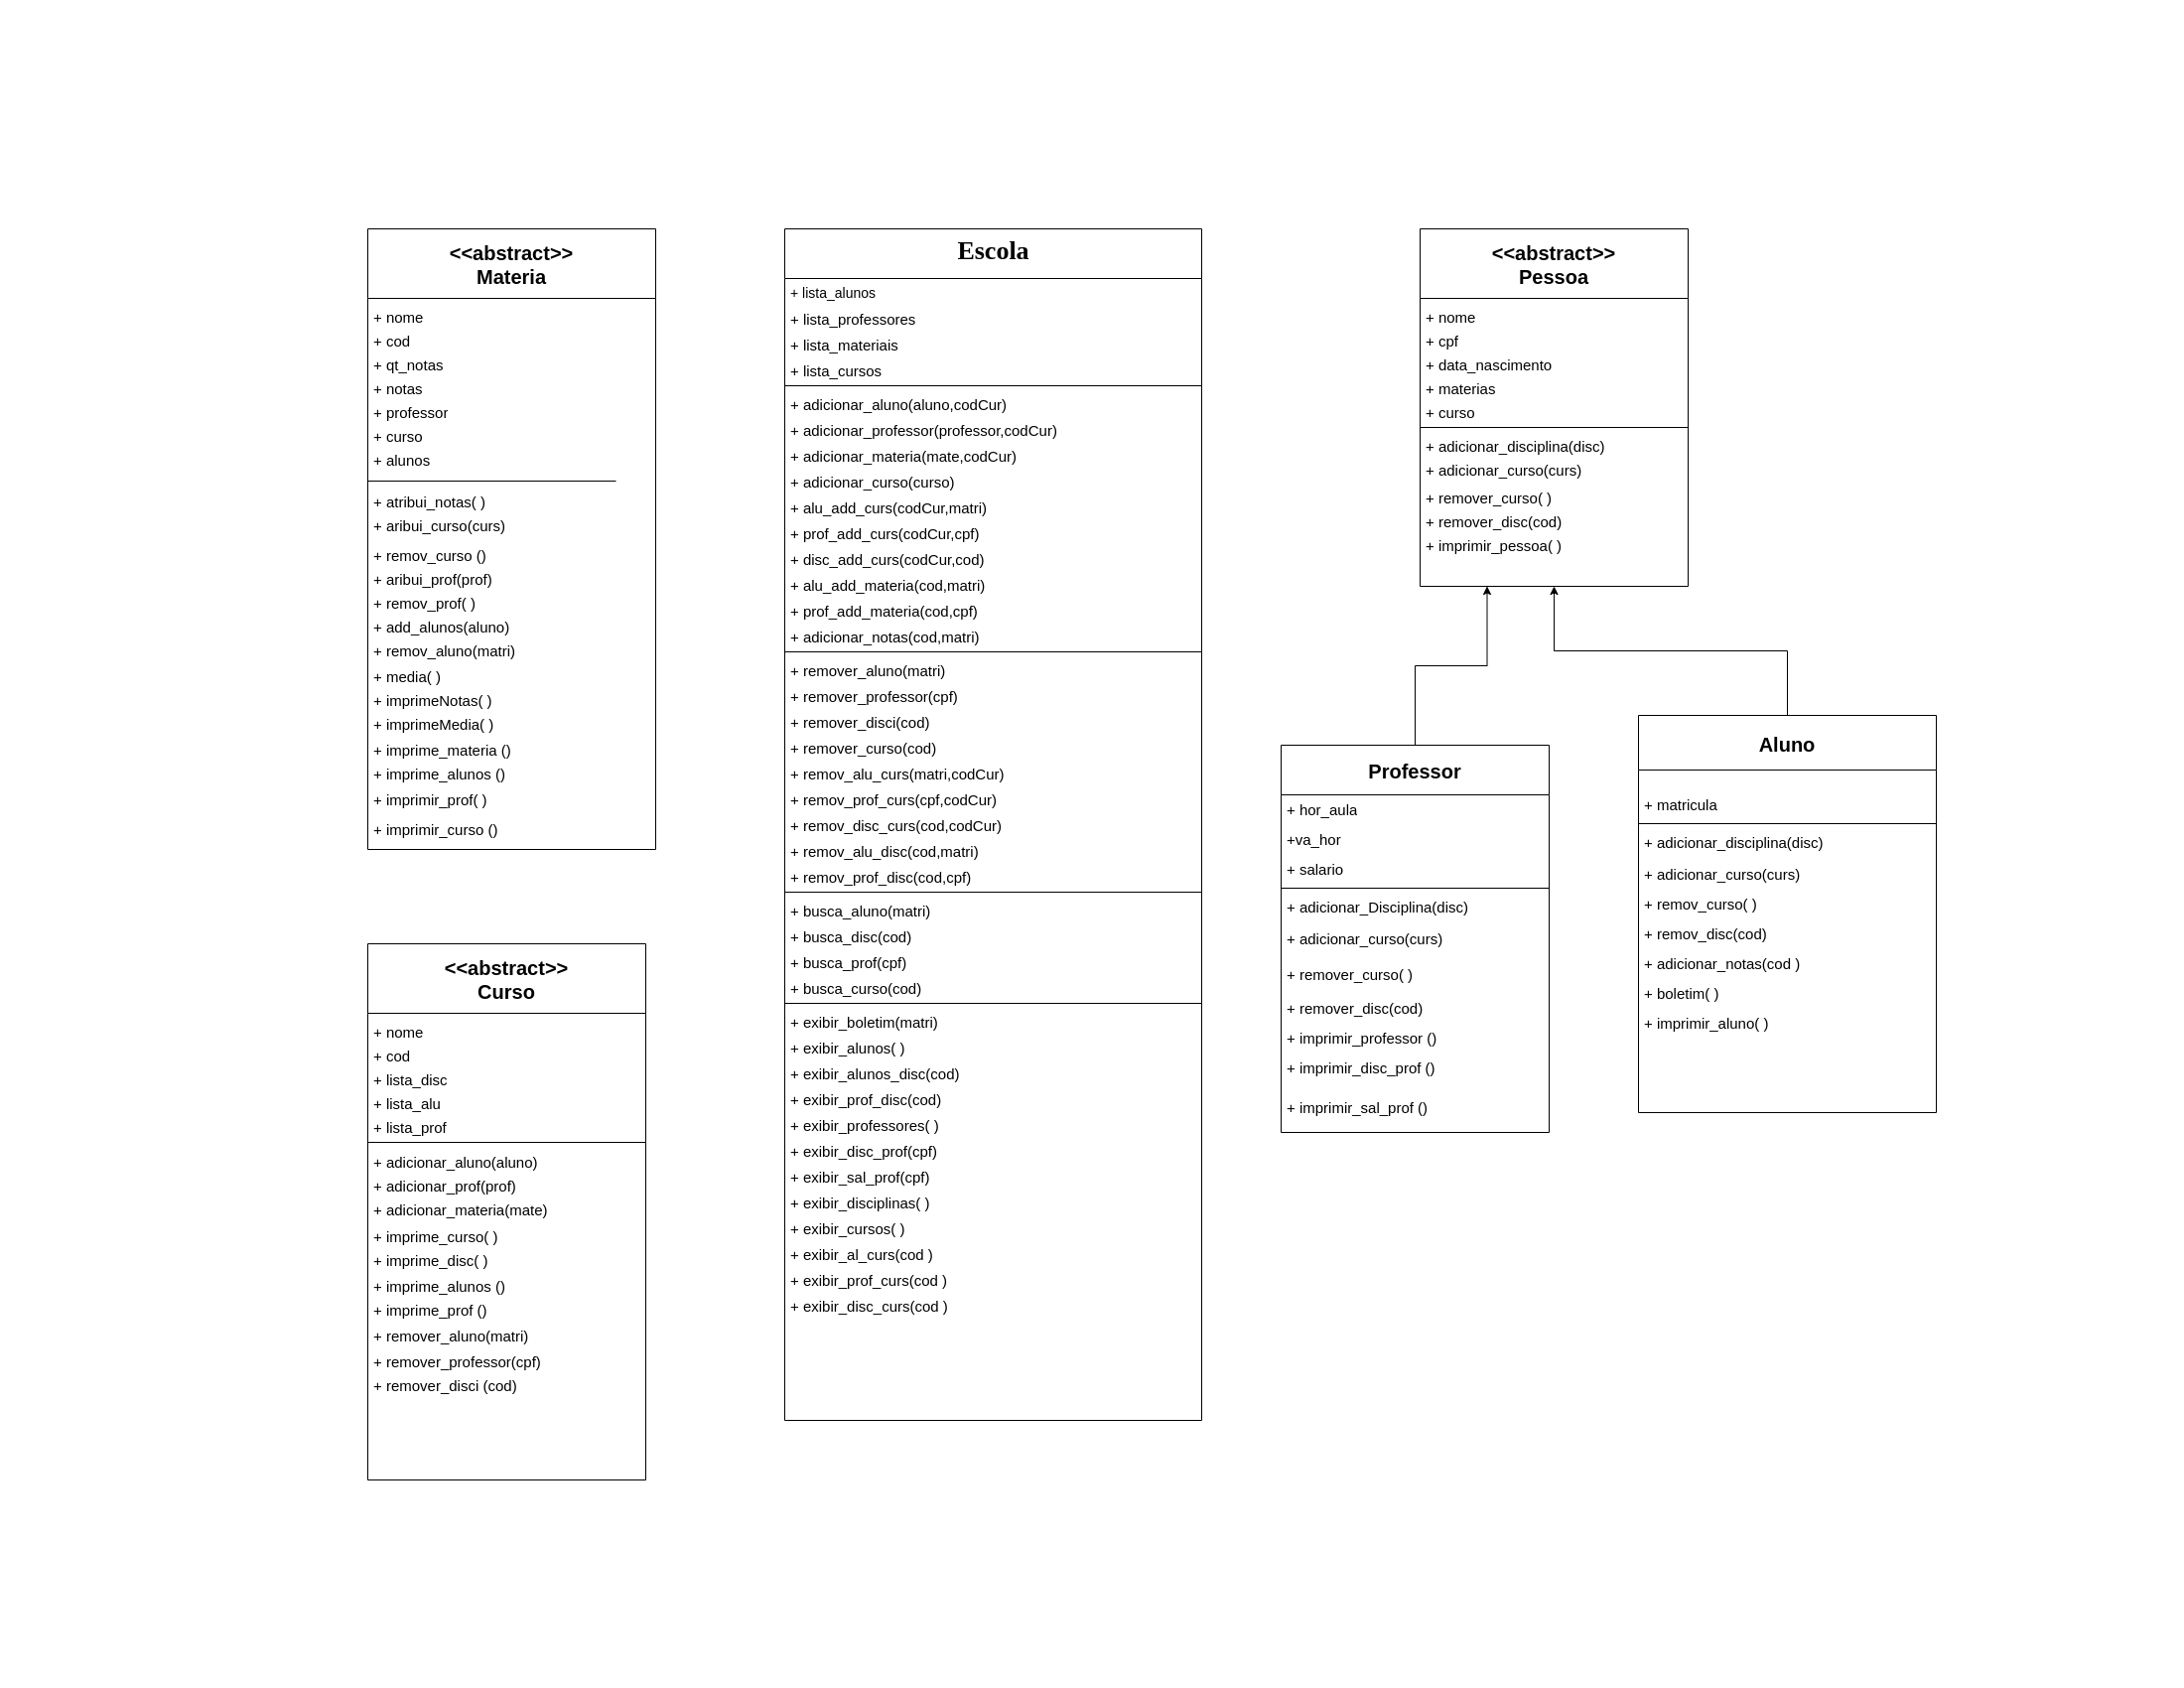 <<abstract>>
Materia
+ nome
+ cod
+ qt_notas
+ notas
+ professor
+ curso
+ alunos
+ atribui_notas( )
+ aribui_curso(curs)
+ remov_curso ()
+ aribui_prof(prof)
+ remov_prof( )
+ add_alunos(aluno)
+ remov_aluno(matri)
+ media( )
+ imprimeNotas( )
+ imprimeMedia( )
+ imprime_materia ()
+ imprime_alunos ()
+ imprimir_prof( )
+ imprimir_curso ()
<<abstract>>
Curso
+ nome
+ cod
+ lista_disc
+ lista_alu
+ lista_prof
+ adicionar_aluno(aluno)
+ adicionar_prof(prof)
+ adicionar_materia(mate)
+ imprime_curso( )
+ imprime_disc( )
+ imprime_alunos ()
+ imprime_prof ()
+ remover_aluno(matri)
+ remover_professor(cpf)
+ remover_disci (cod)
Escola
+ lista_alunos
+ lista_professores
+ lista_materiais
+ lista_cursos
+ adicionar_aluno(aluno,codCur)
+ adicionar_professor(professor,codCur)
+ adicionar_materia(mate,codCur)
+ adicionar_curso(curso)
+ alu_add_curs(codCur,matri)
+ prof_add_curs(codCur,cpf)
+ disc_add_curs(codCur,cod)
+ alu_add_materia(cod,matri)
+ prof_add_materia(cod,cpf)
+ adicionar_notas(cod,matri)
+ remover_aluno(matri)
+ remover_professor(cpf)
+ remover_disci(cod)
+ remover_curso(cod)
+ remov_alu_curs(matri,codCur)
+ remov_prof_curs(cpf,codCur)
+ remov_disc_curs(cod,codCur)
+ remov_alu_disc(cod,matri)
+ remov_prof_disc(cod,cpf)
+ busca_aluno(matri)
+ busca_disc(cod)
+ busca_prof(cpf)
+ busca_curso(cod)
+ exibir_boletim(matri)
+ exibir_alunos( )
+ exibir_alunos_disc(cod)
+ exibir_prof_disc(cod)
+ exibir_professores( )
+ exibir_disc_prof(cpf)
+ exibir_sal_prof(cpf)
+ exibir_disciplinas( )
+ exibir_cursos( )
+ exibir_al_curs(cod )
+ exibir_prof_curs(cod )
+ exibir_disc_curs(cod )
<<abstract>>
Pessoa
+ nome
+ cpf
+ data_nascimento
+ materias
+ curso
+ adicionar_disciplina(disc)
+ adicionar_curso(curs)
+ remover_curso( )
+ remover_disc(cod)
+ imprimir_pessoa( )
Professor
+ hor_aula
+va_hor
+ salario
+ adicionar_Disciplina(disc)
+ adicionar_curso(curs)
+ remover_curso( )
+ remover_disc(cod)
+ imprimir_professor ()
+ imprimir_disc_prof ()
+ imprimir_sal_prof ()
Aluno
+ matricula
+ adicionar_disciplina(disc)
+ adicionar_curso(curs)
+ remov_curso( )
+ remov_disc(cod)
+ adicionar_notas(cod )
+ boletim( )
+ imprimir_aluno( )